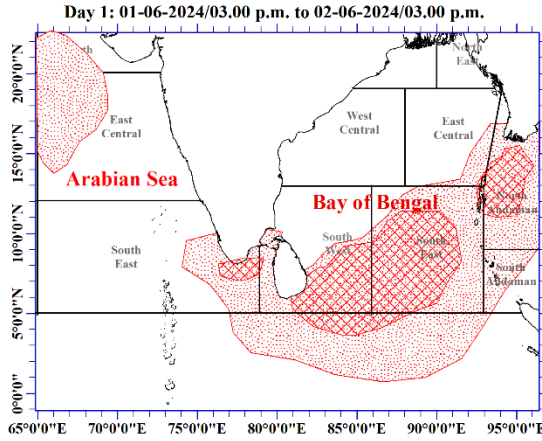 Day 1: 01-06-2024/03.00 p.m. to 02-06-2024/03.00 p.m.
North
East
20°0'0"N
East
Central
West
Central
East
Central
15°0'0"N
Arabian Sea
Bay of Bengal
North
Andaman
10°0'0"N
South
East
South
West
South
East
South
Andaman
5°0'0"N
0°0'0"
65°0'0"E 70°0'0"E 75°0'0"E 80°0'0"E 85°0'0"E 90°0'0"E 95°0'0"E